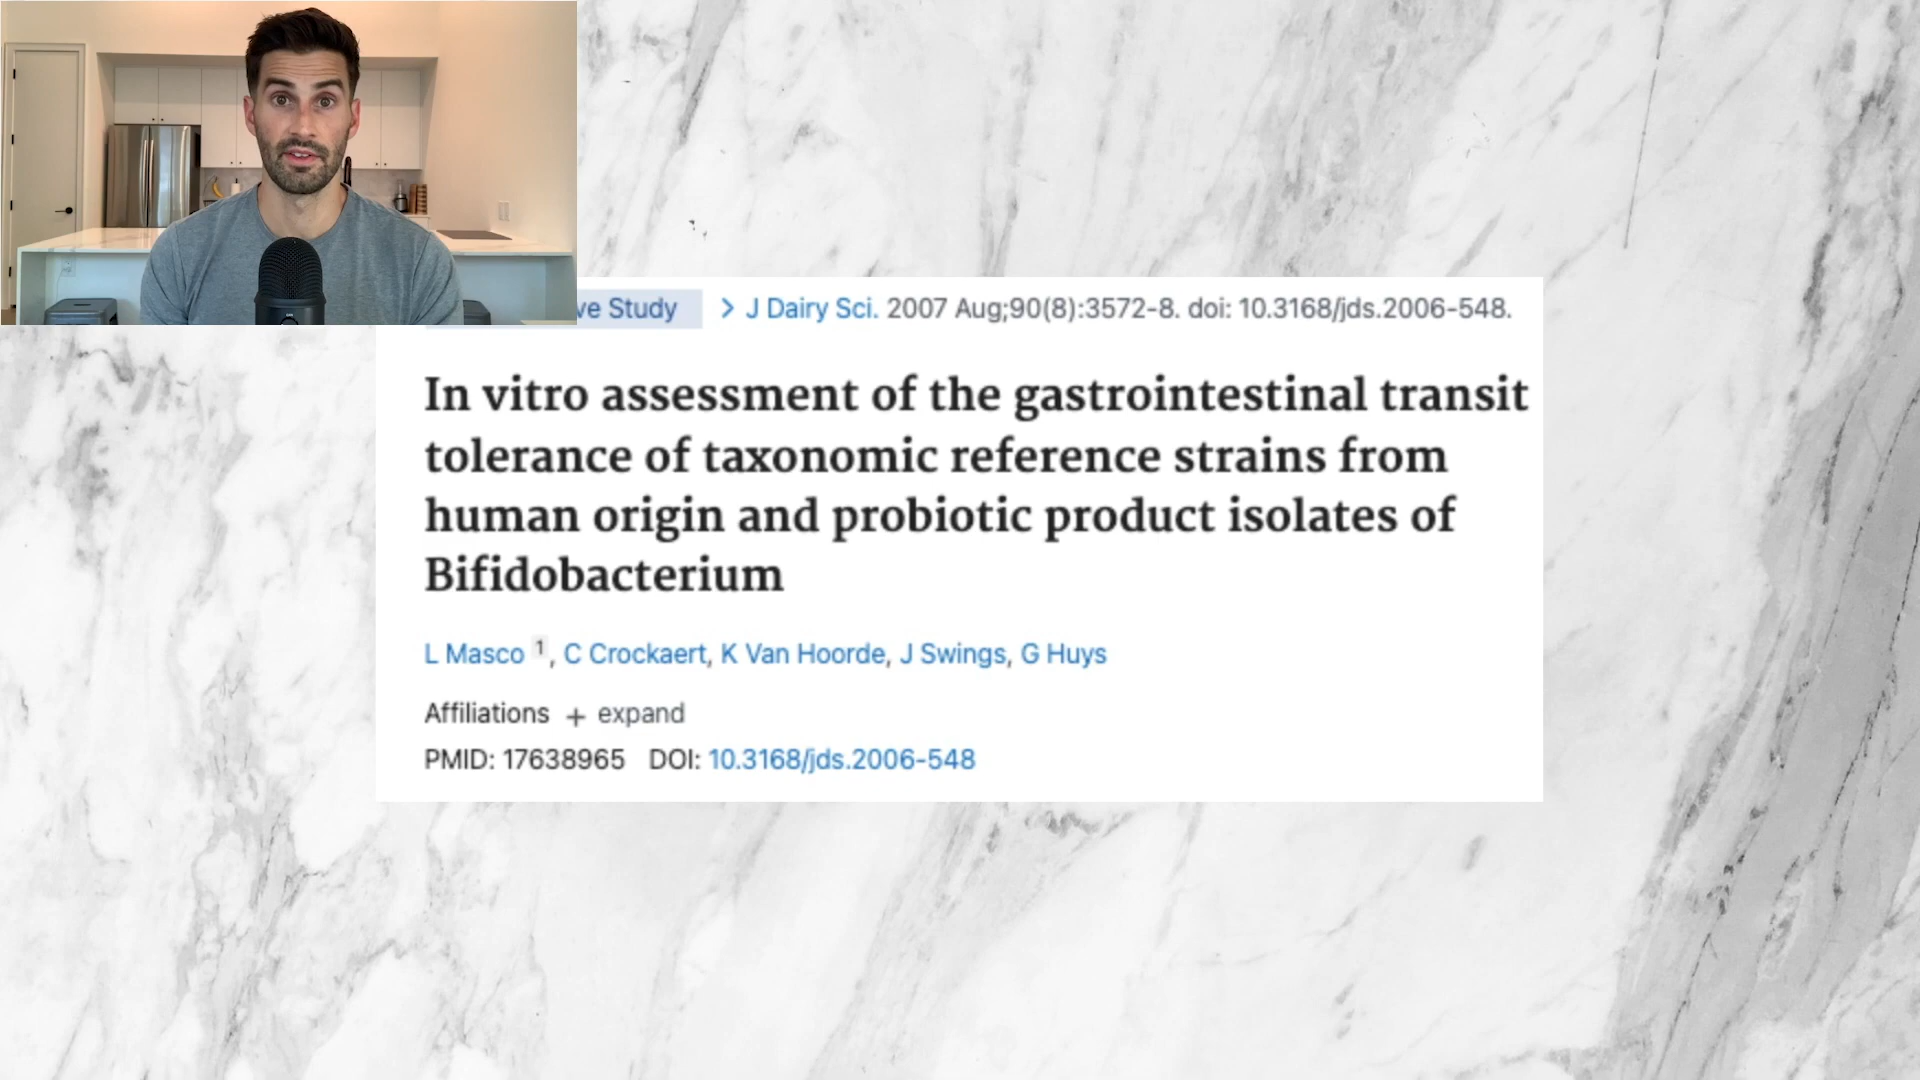 ve Study > J Dairy Sci. 2007 Aug;90(8):3572-8. doi: 10.3168/jds.2006-548.
In vitro assessment of the gastrointestinal transit
tolerance of taxonomic reference strains from
human origin and probiotic product isolates of
Bifidobacterium
L Masco 1, C Crockaert, K Van Hoorde, J Swings, G Huys
Affiliations + expand
PMID: 17638965 DOI: 10.3168/jds.2006-548